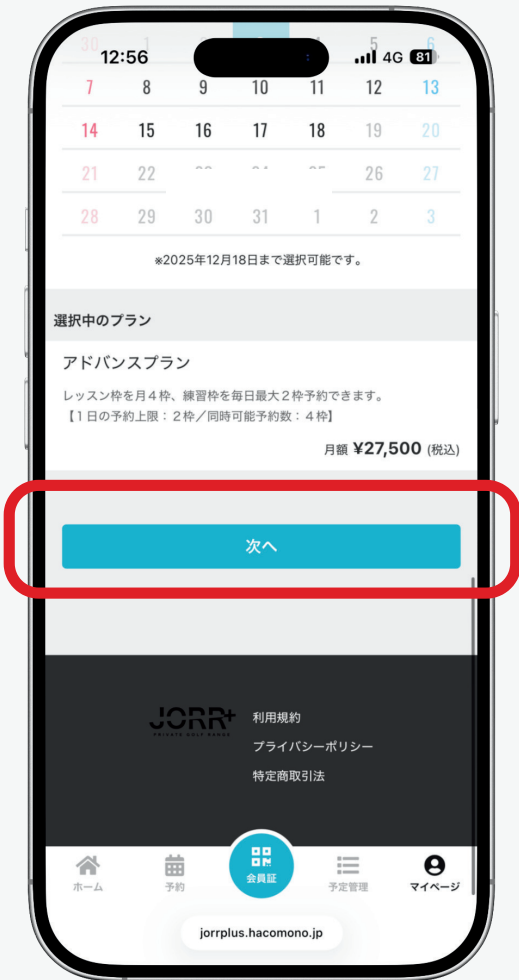 12:56 4G 81
30 1 4 5 6
7 8 9 10 11 12 13
14 15 16 17 18 19 20
21 22 26 27
28 29 30 31 1 2 3
※2025年12月18日まで選択可能です。
選択中のプラン
アドバンスプラン
レッスン枠を月4枠、練習枠を毎日最大2枠予約できます。
【1日の予約上限：2枠／同時可能予約数：4枠】
月額 ¥27,500 (税込)
次へ
JORR+
PRIVATE GOLF RANGE
利用規約
プライバシーポリシー
特定商取引法
ホーム
予約
会員証
予定管理
マイページ
jorrplus.hacomono.jp